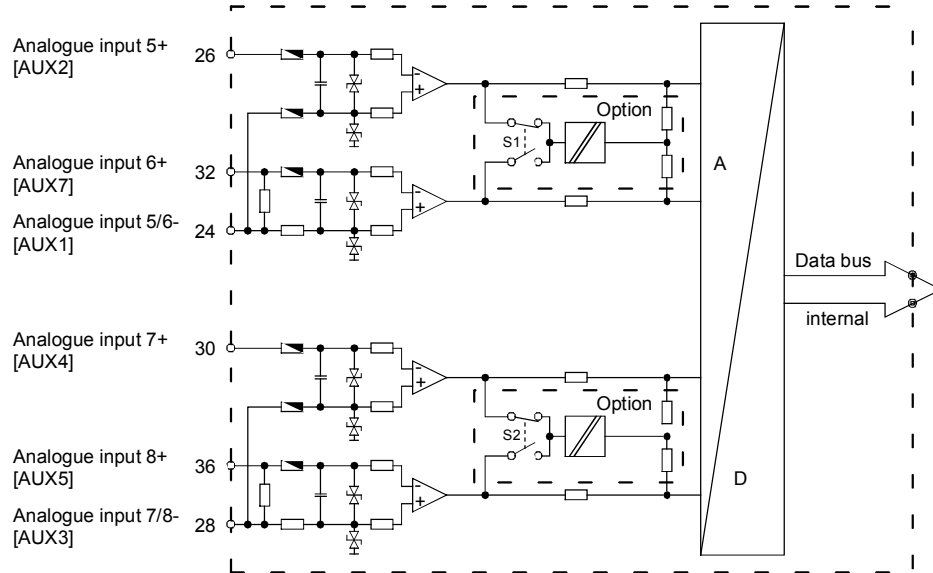 Analogue input 5+
[AUX2]
26
Option
S1
Analogue input 6+
[AUX7]
32
A
Analogue input 5/6-
[AUX1]
24
Data bus
internal
Analogue input 7+
[AUX4]
30
Option
S2
Analogue input 8+
[AUX5]
36
D
Analogue input 7/8-
[AUX3]
28